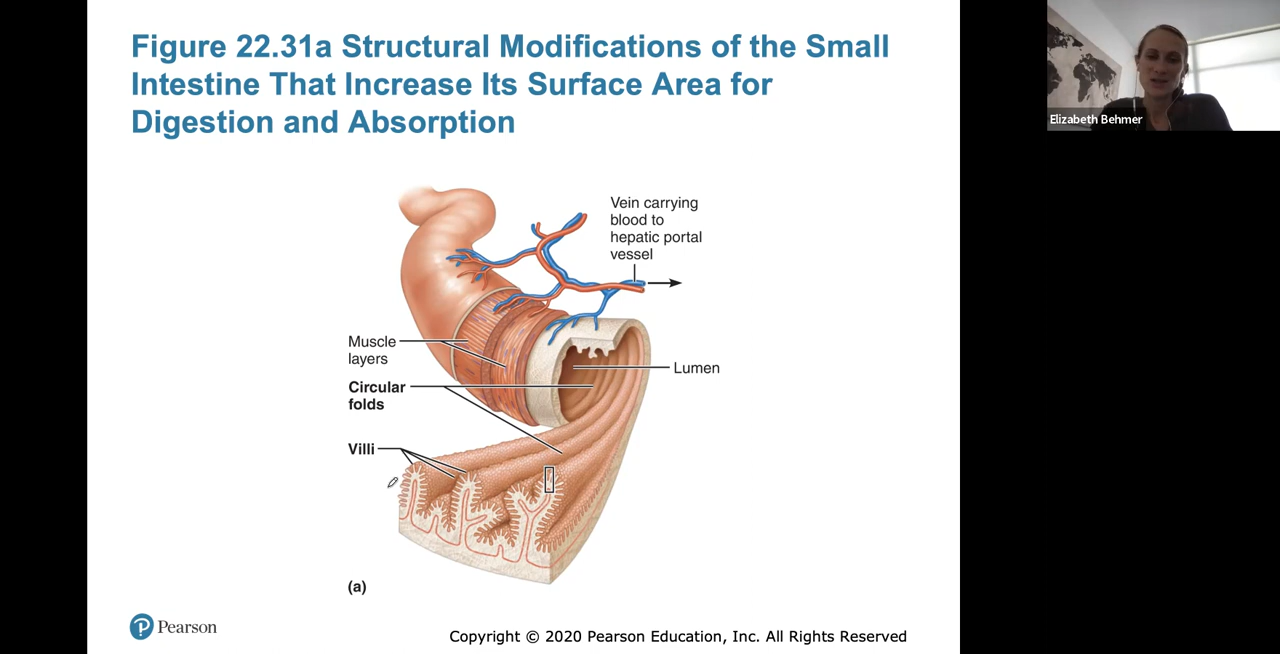 Figure 22.31a Structural Modifications of the Small
Intestine That Increase Its Surface Area for
Digestion and Absorption
Elizabeth Behmer
Vein carrying
blood to
hepatic portal
vessel
Muscle
layers
Circular
folds
Lumen
Villi
(a)
Pearson
Copyright © 2020 Pearson Education, Inc. All Rights Reserved